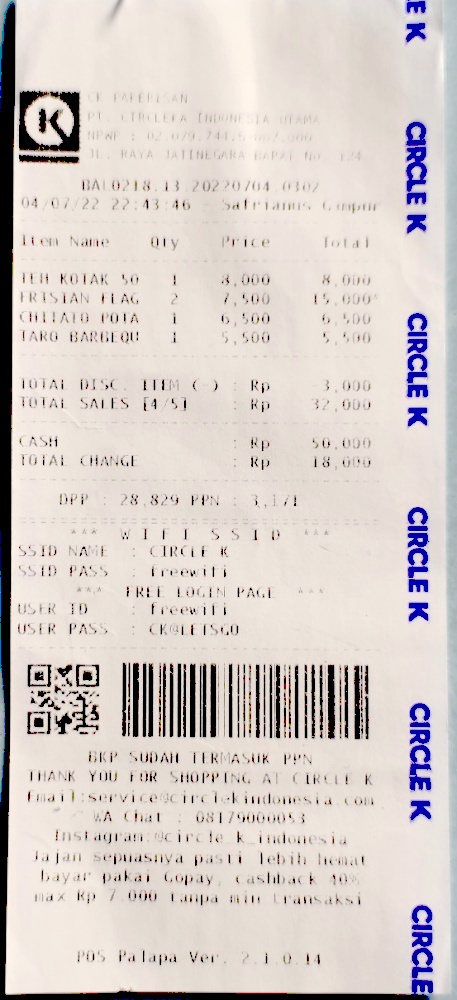 CK PAKERISAN
PT. CIRCLEKA INDONESIA UTAMA
NPWP : 02.079.744.5-007.000
JL. RAYA JATINEGARA BARAT No. 124
BAL0218.13.20220704.0302
04/07/22 22:43:46 - Safrianus Gumpur
Item Name Qty Price Total
TEH KOTAK 50 1 8,000 8,000
FRISIAN FLAG 2 7,500 15,000*
CHITATO POTA 1 6,500 6,500
TARO BARBEQU 1 5,500 5,500
TOTAL DISC. ITEM (-) : Rp -3,000
TOTAL SALES [4/5] : Rp 32,000
CASH : Rp 50,000
TOTAL CHANGE : Rp 18,000
DPP : 28,829 PPN : 3,171
*** W I F I S S I D ***
SSID NAME : CIRCLE K
SSID PASS : freewifi
*** FREE LOGIN PAGE ***
USER ID : freewifi
USER PASS : CK@LETSGO
BKP SUDAH TERMASUK PPN
THANK YOU FOR SHOPPING AT CIRCLE K
Email:service@circlekindonesia.com
WA Chat : 08179000053
Instagram:@circle_k_indonesia
Jajan sepuasnya pasti lebih hemat
bayar pakai Gopay, cashback 40%
max Rp 7.000 tanpa min transaksi
POS Palapa Ver. 2.1.0.14
CIRCLE K
CIRCLE K
CIRCLE K
CIRCLE K
CIRCLE